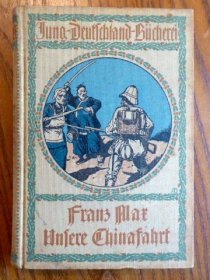 Jung-Deutschland-Bücherei
Franz Max
Unsere Chinafahrt